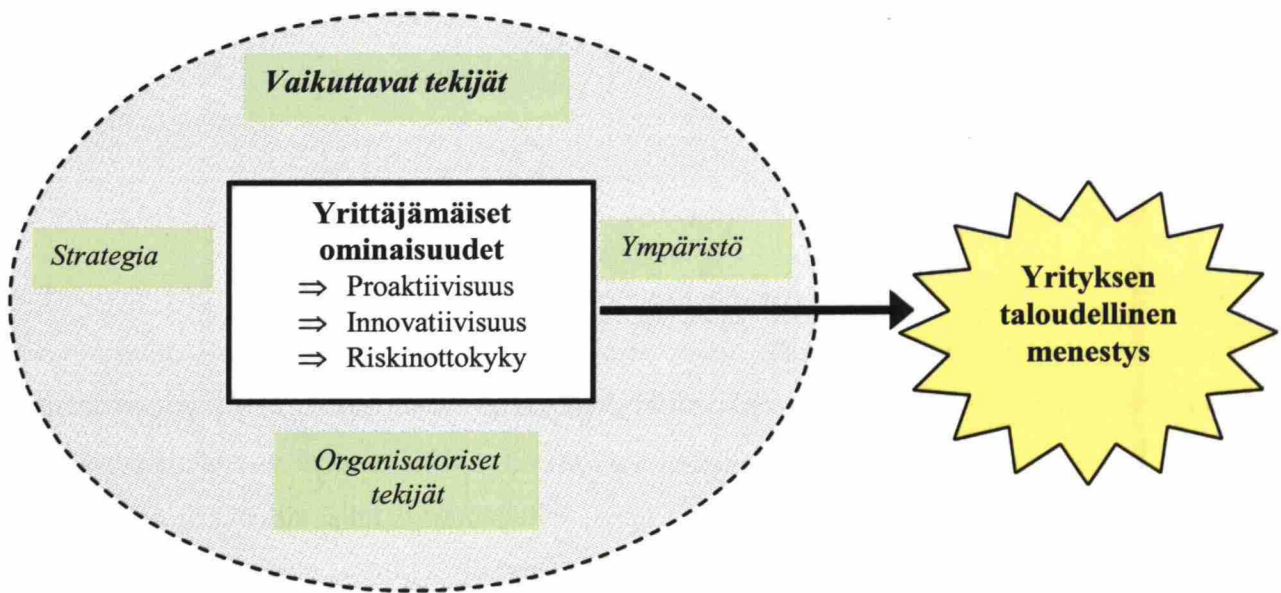 Vaikuttavat tekijät
Strategia
Yrittäjämäiset
ominaisuudet
⇒ Proaktiivisuus
⇒ Innovatiivisuus
⇒ Riskinottokyky
Ympäristö
Organisatoriset
tekijät
Yrityksen
taloudellinen
menestys